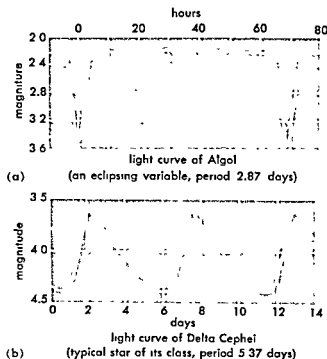 hours
0 20 40 60 80
2 0
2 4
2.8
3.2
3 6
magnitude
light curve of Algol
(a) (an eclipsing variable, period 2.87 days)
3.5
4.0
4.5
magnitude
0 2 4 6 8 10 12 14
days
light curve of Delta Cephei
(b) (typical star of its class, period 5 37 days)